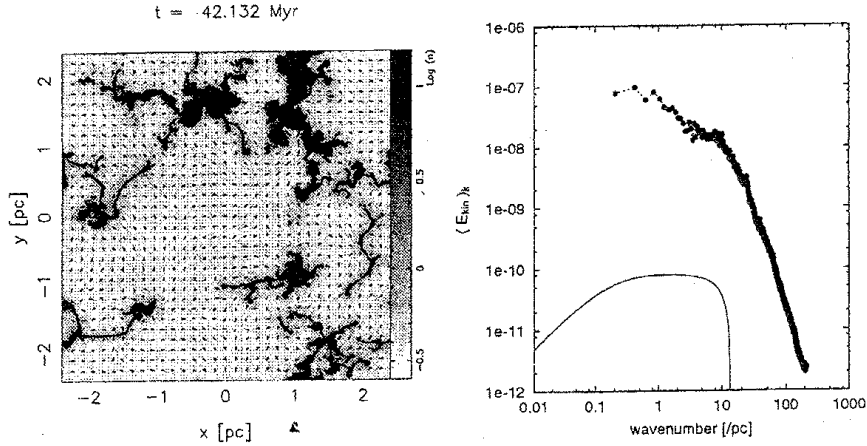 t = 42.132 Myr
2
1
0
-1
-2
y [pc]
-2 -1 0 1 2
x [pc]
Log (n)
1
0.5
0
-0.5
1e-06
1e-07
1e-08
1e-09
1e-10
1e-11
1e-12
⟨ E_kin ⟩_k
0.01 0.1 1 10 100 1000
wavenumber [/pc]